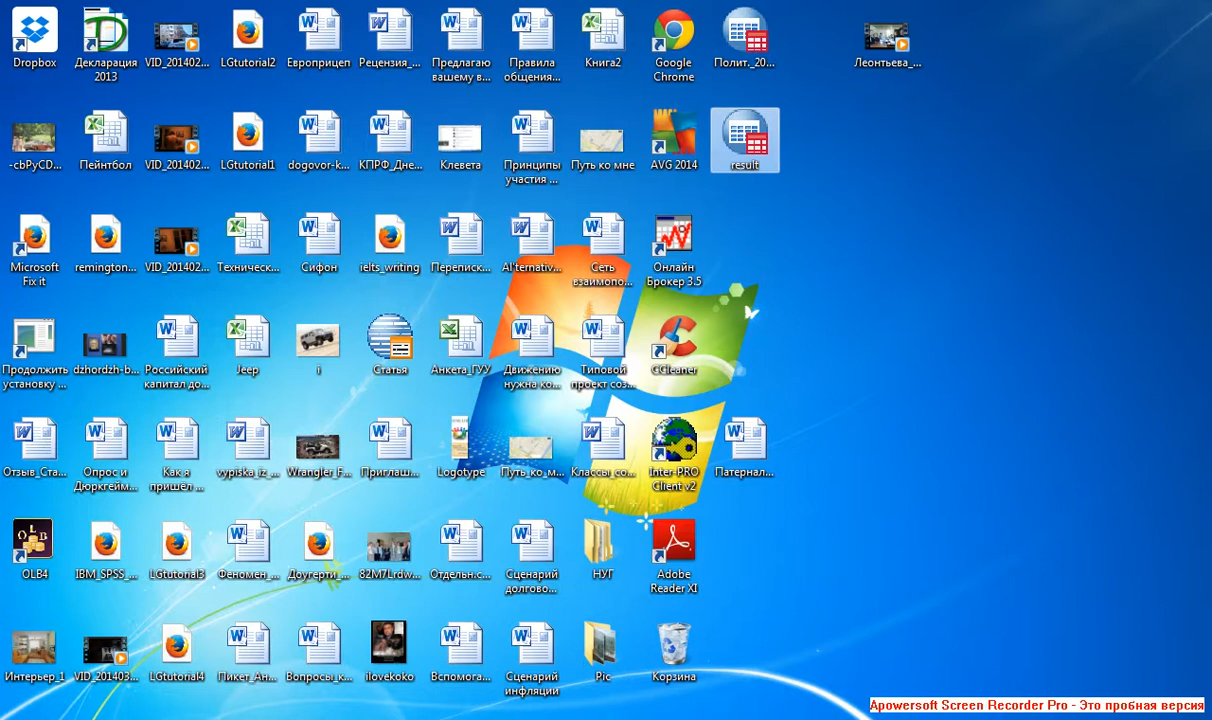 Dropbox
Декларация
2013
VID_201402...
LGtutorial2
Европрицеп
Рецензия_...
Предлагаю
вашему в...
Правила
общения...
Книга2
Google
Chrome
Полит._20...
Леонтьева_...
-cbPyCD...
Пейнтбол
VID_201402...
LGtutorial1
dogovor-k...
КПРФ_Дне...
Клевета
Принципы
участия ...
Путь ко мне
AVG 2014
result
Microsoft
Fix it
remington...
VID_201402...
Техническ...
Сифон
ielts_writing
Переписк...
Al'ternativ...
Сеть
взаимопо...
Онлайн
Брокер 3.5
Продолжить
установку ...
dzhordzh-b...
Российский
капитал до...
Jeep
i
Статья
Анкета_ГУУ
Движению
нужна ко...
Типовой
проект соз...
CCleaner
Отзыв_Ста...
Опрос и
Дюркгейм...
Как я
пришел ...
vypiska_iz_...
Wrangler_F...
Приглаш...
Logotype
Путь_ко_м...
Классы_со...
Inter-PRO
Client v2
Патернал...
OLB
OLB4
IBM_SPSS_...
LGtutorial3
Феномен_...
Доугерти_...
82M7Lrdw...
Отдельн.с...
Сценарий
долгово...
НУГ
Adobe
Reader XI
Интерьер_1
VID_201403...
LGtutorial4
Пикет_Ан...
Вопросы_к...
ilovekoko
Вспомога...
Сценарий
инфляции
Pic
Корзина
Apowersoft Screen Recorder Pro - Это пробная версия